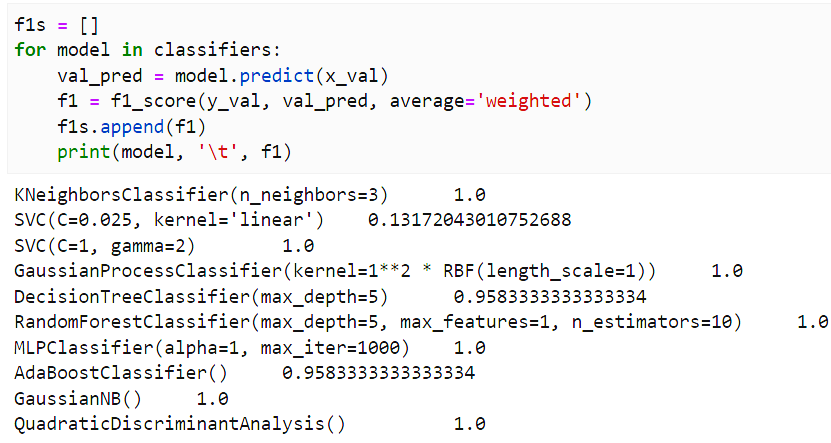 f1s = []
for model in classifiers:
    val_pred = model.predict(x_val)
    f1 = f1_score(y_val, val_pred, average='weighted')
    f1s.append(f1)
    print(model, '\t', f1)
KNeighborsClassifier(n_neighbors=3) 	 1.0
SVC(C=0.025, kernel='linear') 	 0.13172043010752688
SVC(C=1, gamma=2) 	 1.0
GaussianProcessClassifier(kernel=1**2 * RBF(length_scale=1)) 	 1.0
DecisionTreeClassifier(max_depth=5) 	 0.9583333333333334
RandomForestClassifier(max_depth=5, max_features=1, n_estimators=10) 	 1.0
MLPClassifier(alpha=1, max_iter=1000) 	 1.0
AdaBoostClassifier() 	 0.9583333333333334
GaussianNB() 	 1.0
QuadraticDiscriminantAnalysis() 	 1.0